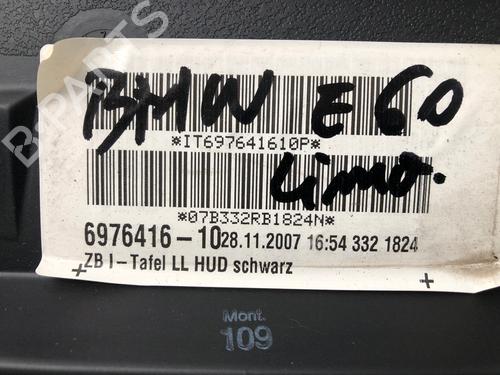 BMW E60
*IT697641610P*
Limo.
*07B332RB1824N*
6976416-10 28.11.2007 16:54 332 1824
ZB I-Tafel LL HUD schwarz
Mont.
109
B-PARTS